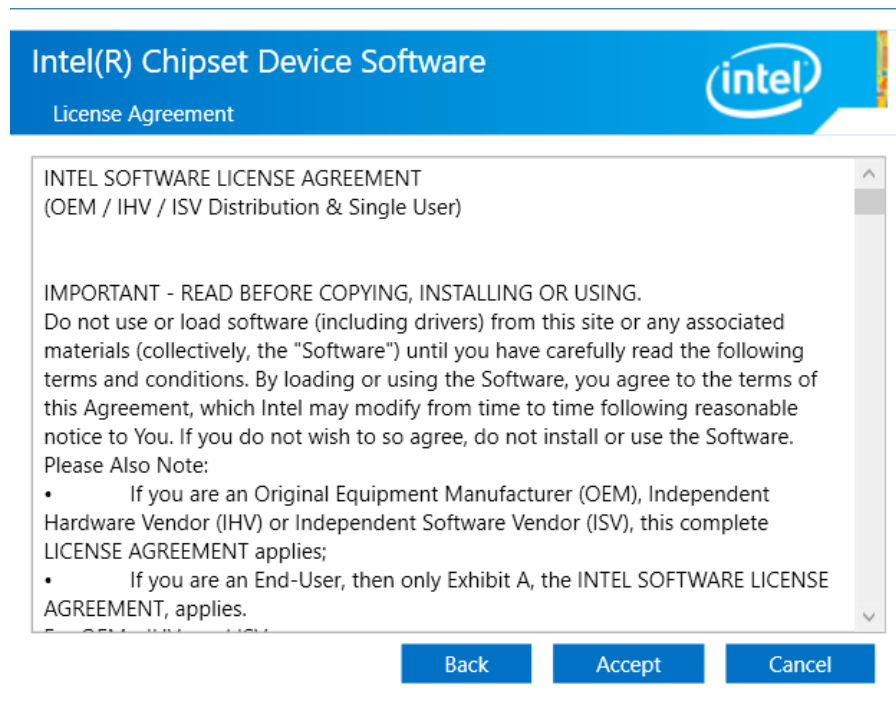 Intel(R) Chipset Device Software
intel
License Agreement
INTEL SOFTWARE LICENSE AGREEMENT
(OEM / IHV / ISV Distribution & Single User)
IMPORTANT - READ BEFORE COPYING, INSTALLING OR USING.
Do not use or load software (including drivers) from this site or any associated
materials (collectively, the "Software") until you have carefully read the following
terms and conditions. By loading or using the Software, you agree to the terms of
this Agreement, which Intel may modify from time to time following reasonable
notice to You. If you do not wish to so agree, do not install or use the Software.
Please Also Note:
• If you are an Original Equipment Manufacturer (OEM), Independent
Hardware Vendor (IHV) or Independent Software Vendor (ISV), this complete
LICENSE AGREEMENT applies;
• If you are an End-User, then only Exhibit A, the INTEL SOFTWARE LICENSE
AGREEMENT, applies.
Back
Accept
Cancel